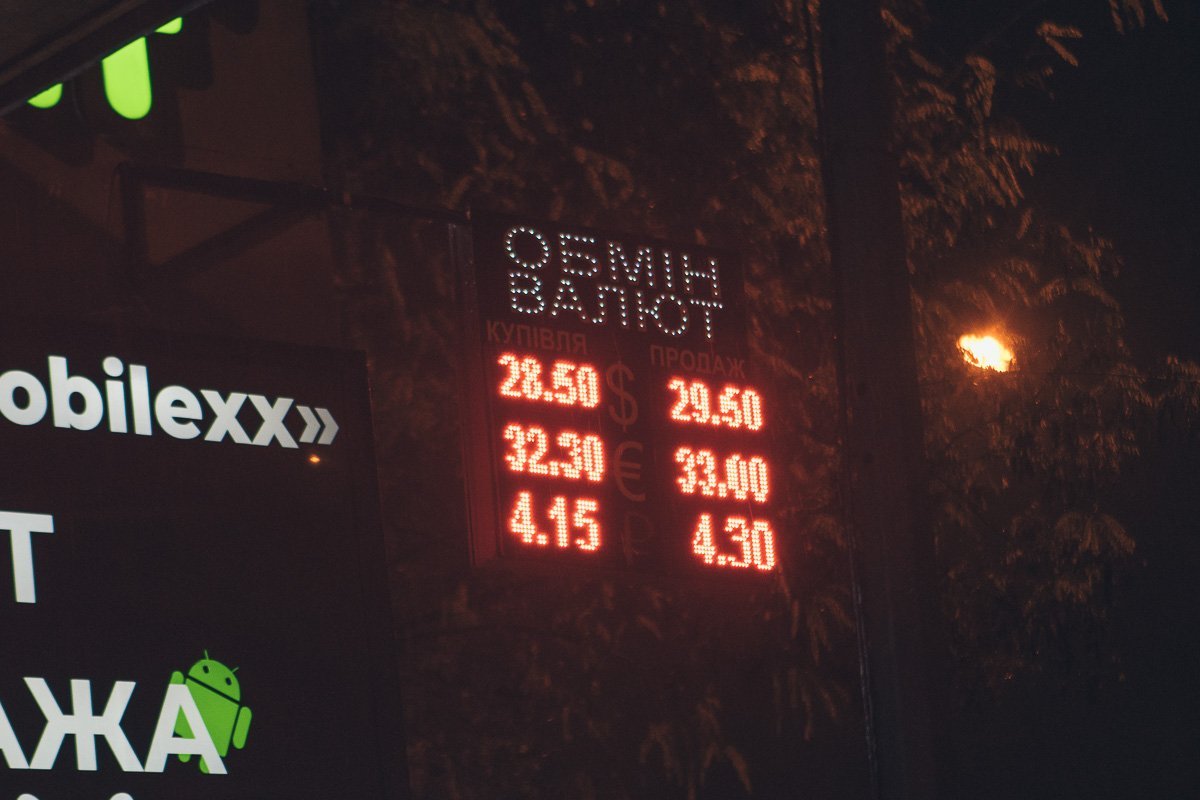 obilexx»
Т
АЖА
ОБМІН
ВАЛЮТ
КУПІВЛЯ ПРОДАЖ
28.50 $ 29.50
32.30 € 33.00
4.15 4.30